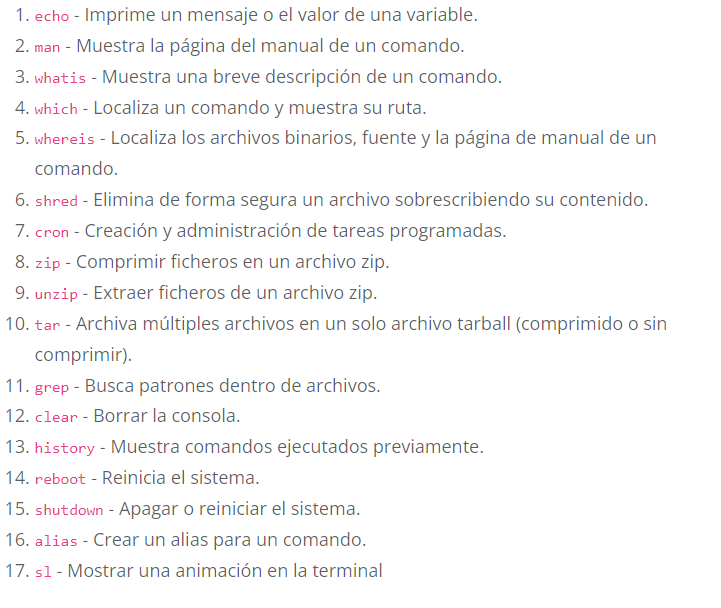 1. echo - Imprime un mensaje o el valor de una variable.
2. man - Muestra la página del manual de un comando.
3. whatis - Muestra una breve descripción de un comando.
4. which - Localiza un comando y muestra su ruta.
5. whereis - Localiza los archivos binarios, fuente y la página de manual de un
comando.
6. shred - Elimina de forma segura un archivo sobrescribiendo su contenido.
7. cron - Creación y administración de tareas programadas.
8. zip - Comprimir ficheros en un archivo zip.
9. unzip - Extraer ficheros de un archivo zip.
10. tar - Archiva múltiples archivos en un solo archivo tarball (comprimido o sin
comprimir).
11. grep - Busca patrones dentro de archivos.
12. clear - Borrar la consola.
13. history - Muestra comandos ejecutados previamente.
14. reboot - Reinicia el sistema.
15. shutdown - Apagar o reiniciar el sistema.
16. alias - Crear un alias para un comando.
17. sl - Mostrar una animación en la terminal